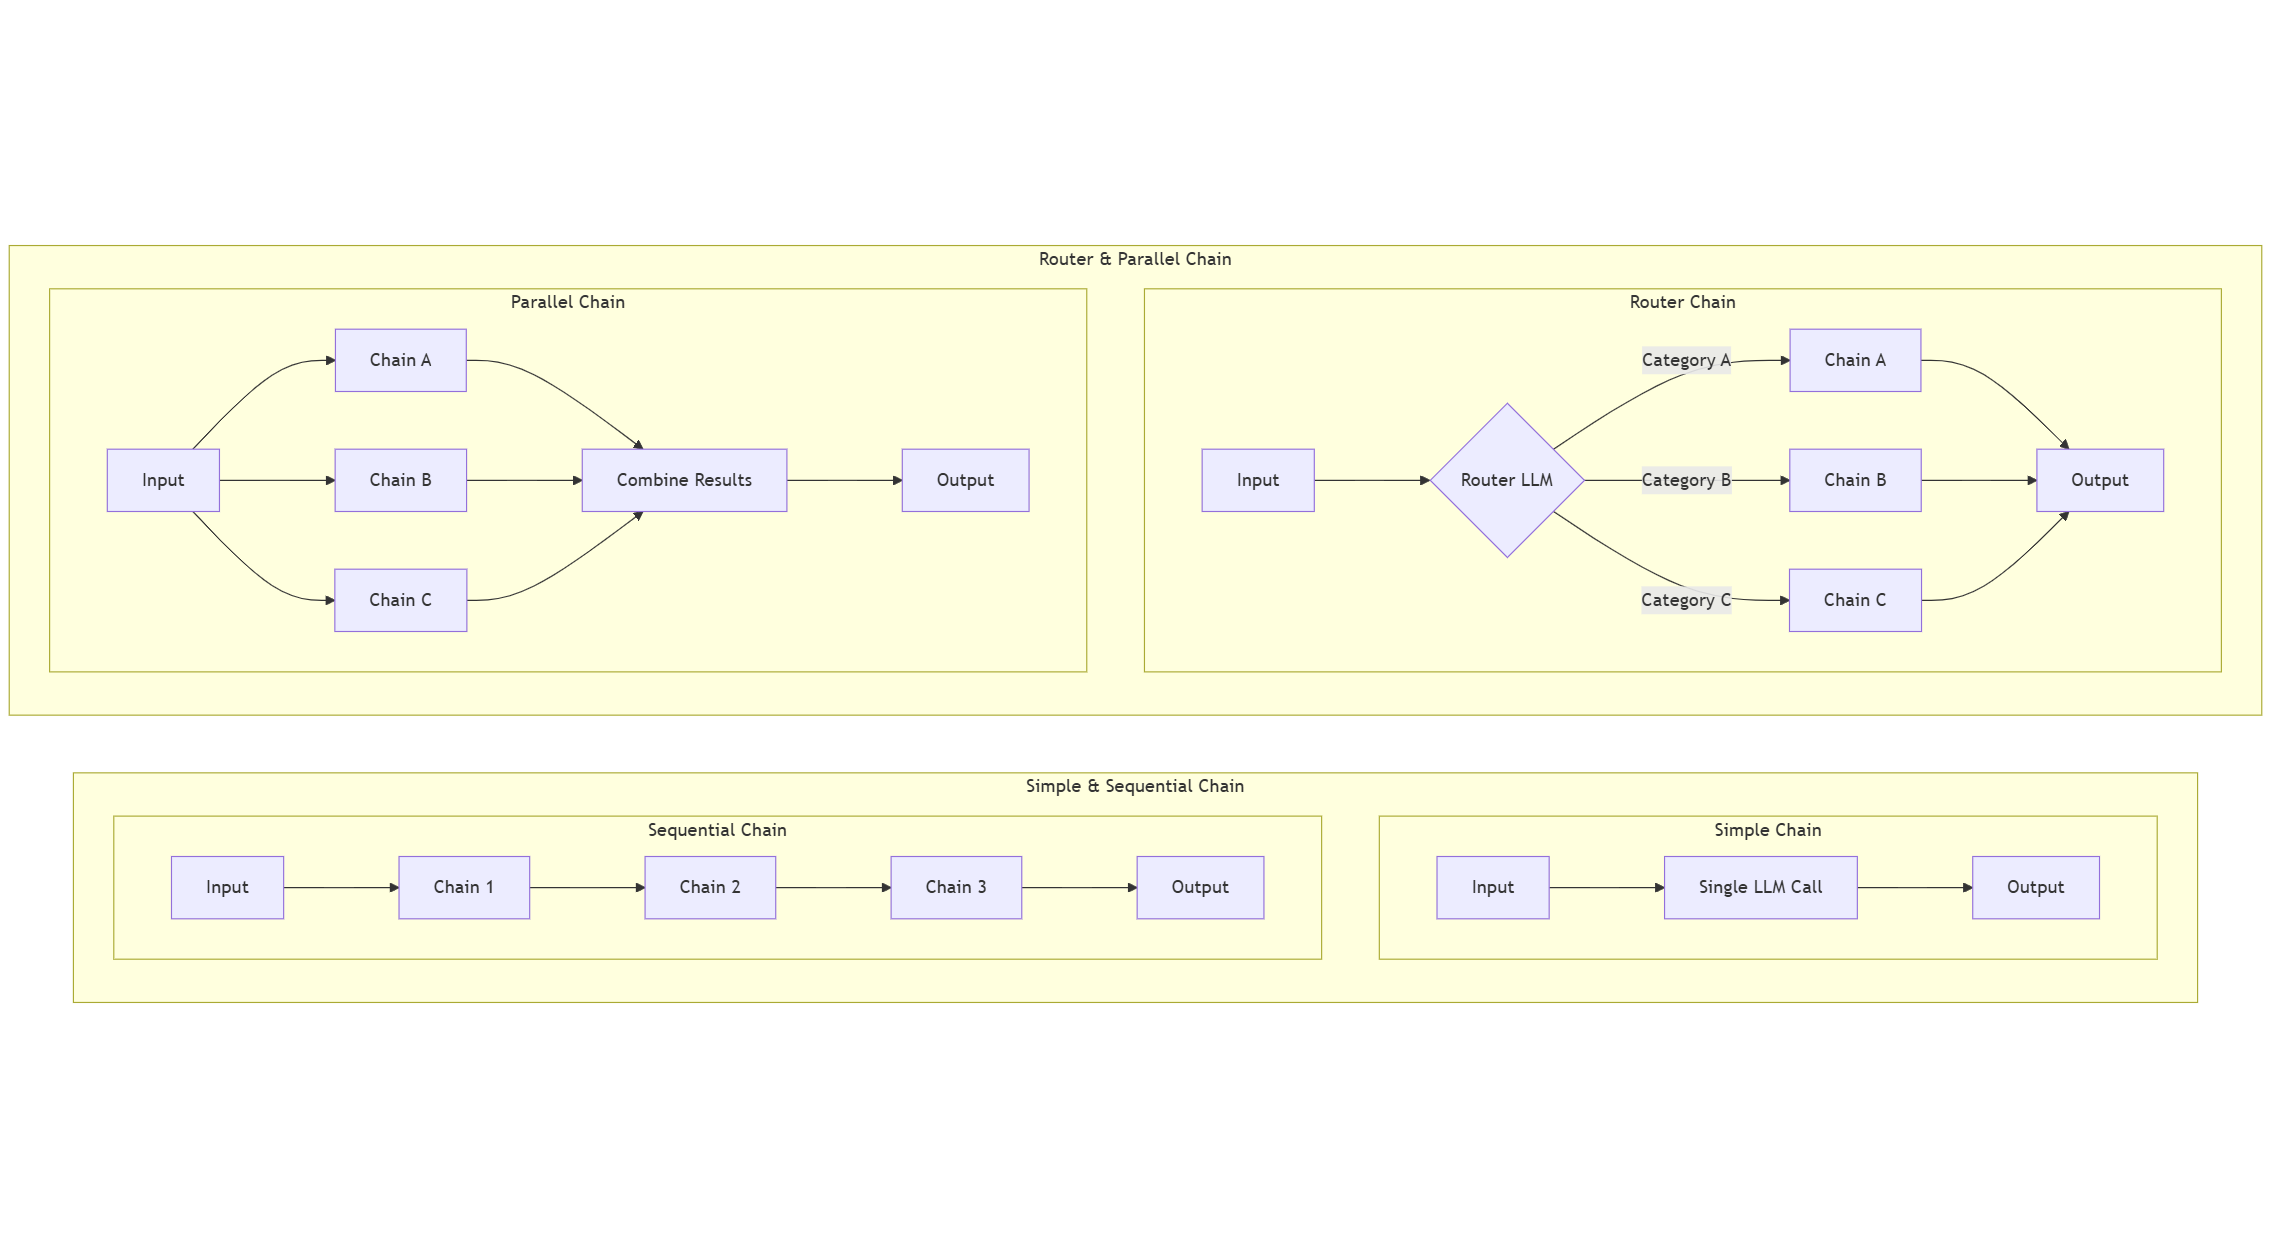 Router & Parallel Chain
Parallel Chain
Chain A
Input
Chain B
Combine Results
Output
Chain C
Router Chain
Category A
Chain A
Input
Router LLM
Category B
Chain B
Output
Category C
Chain C
Simple & Sequential Chain
Sequential Chain
Input
Chain 1
Chain 2
Chain 3
Output
Simple Chain
Input
Single LLM Call
Output